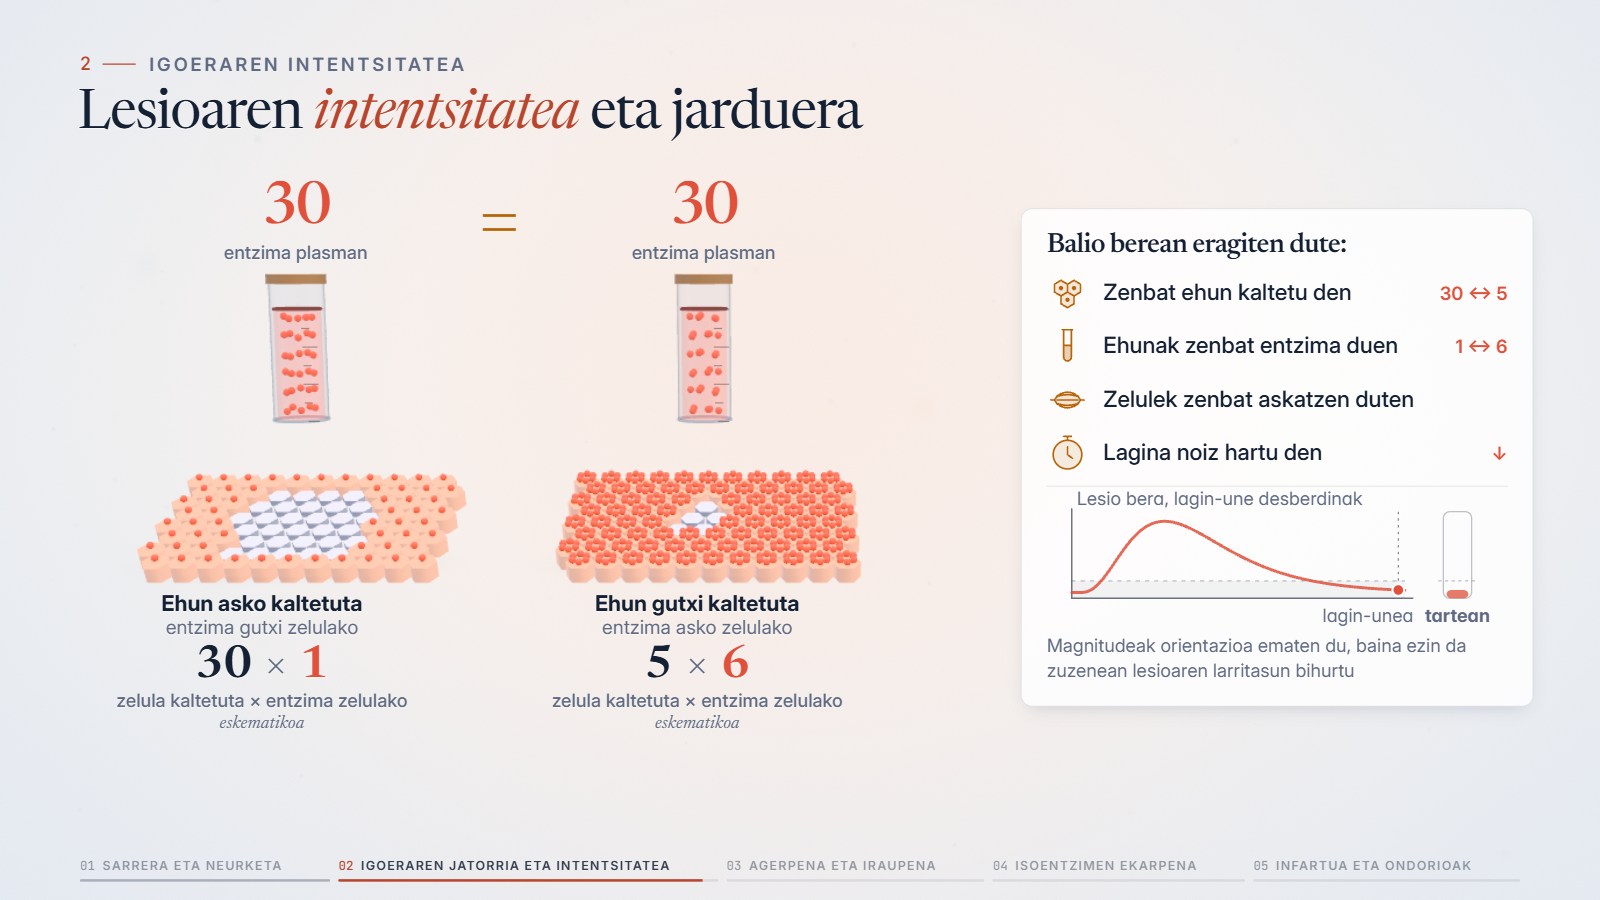 2 — IGOERAREN INTENTSITATEA
Lesioaren intentsitatea eta jarduera
30
entzima plasman
=
30
entzima plasman
Ehun asko kaltetuta
entzima gutxi zelulako
30 × 1
zelula kaltetuta × entzima zelulako
eskematikoa
Ehun gutxi kaltetuta
entzima asko zelulako
5 × 6
zelula kaltetuta × entzima zelulako
eskematikoa
Balio berean eragiten dute:
Zenbat ehun kaltetu den 30 ↔ 5
Ehunak zenbat entzima duen 1 ↔ 6
Zelulek zenbat askatzen duten
Lagina noiz hartu den ↓
Lesio bera, lagin-une desberdinak
lagin-unea tartean
Magnitudeak orientazioa ematen du, baina ezin da
zuzenean lesioaren larritasun bihurtu
01 SARRERA ETA NEURKETA
02 IGOERAREN JATORRIA ETA INTENTSITATEA
03 AGERPENA ETA IRAUPENA
04 ISOENTZIMEN EKARPENA
05 INFARTUA ETA ONDORIOAK